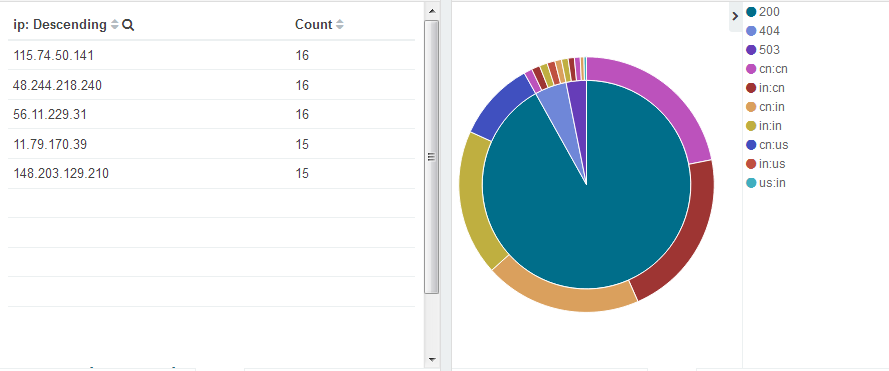 ip: Descending Count
115.74.50.141 16
48.244.218.240 16
56.11.229.31 16
11.79.170.39 15
148.203.129.210 15
200
404
503
cn:cn
in:cn
cn:in
in:in
cn:us
in:us
us:in